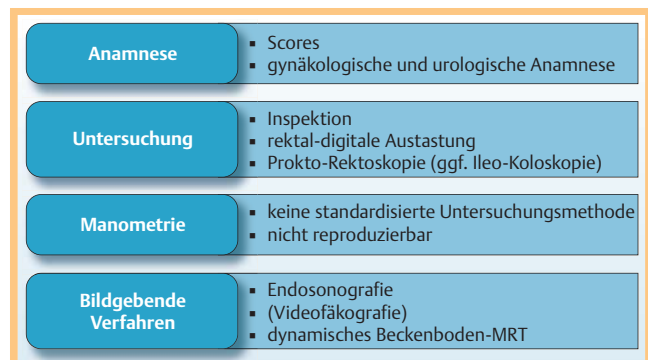 Anamnese
▪ Scores
▪ gynäkologische und urologische Anamnese
Untersuchung
▪ Inspektion
▪ rektal-digitale Austastung
▪ Prokto-Rektoskopie (ggf. Ileo-Koloskopie)
Manometrie
▪ keine standardisierte Untersuchungsmethode
▪ nicht reproduzierbar
Bildgebende
Verfahren
▪ Endosonografie
▪ (Videofäkografie)
▪ dynamisches Beckenboden-MRT